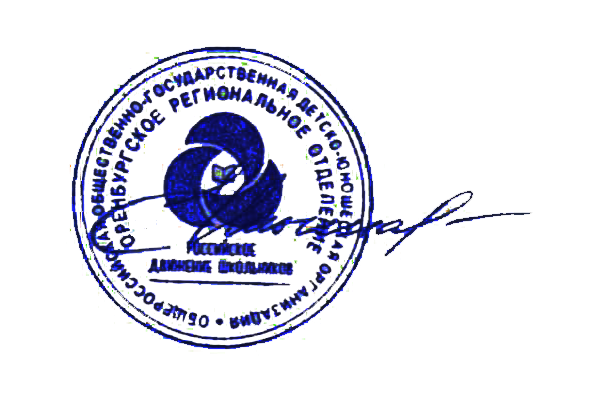 ОБЩЕРОССИЙСКАЯ ОБЩЕСТВЕННО-ГОСУДАРСТВЕННАЯ ДЕТСКО-ЮНОШЕСКАЯ ОРГАНИЗАЦИЯ •
ОРЕНБУРГСКОЕ РЕГИОНАЛЬНОЕ ОТДЕЛЕНИЕ
РОССИЙСКОЕ
ДВИЖЕНИЕ ШКОЛЬНИКОВ